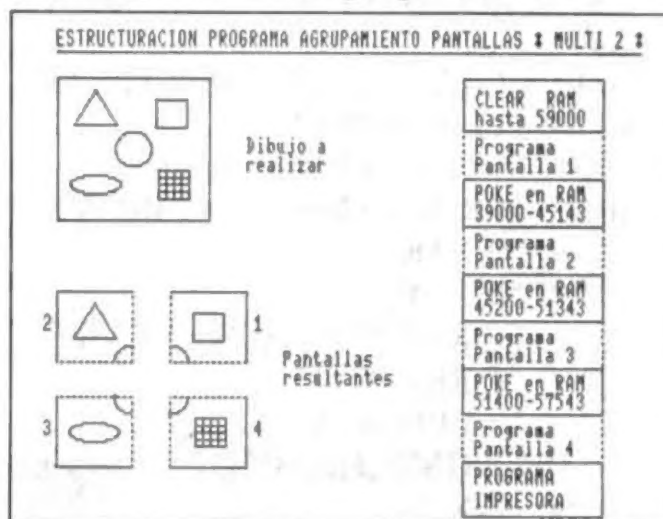 ESTRUCTURACION PROGRAMA AGRUPAMIENTO PANTALLAS * MULTI 2 *
Dibujo a
realizar
CLEAR RAM
hasta 59000
Programa
Pantalla 1
POKE en RAM
39000-45143
Programa
Pantalla 2
POKE en RAM
45200-51343
Programa
Pantalla 3
POKE en RAM
51400-57543
Programa
Pantalla 4
PROGRAMA
IMPRESORA
2
1
Pantallas
resultantes
3
4